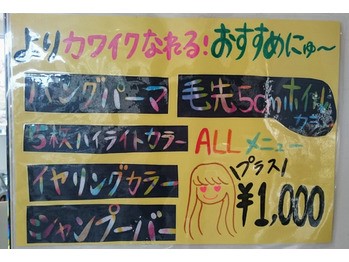 よりカワイクなれる!おすすめにゅ〜
バングパーマ
毛先5cmホイル
カラー
5枚ハイライトカラー
ALLメニュー
イヤリングカラー
プラス!
¥1,000
シャンプーバー